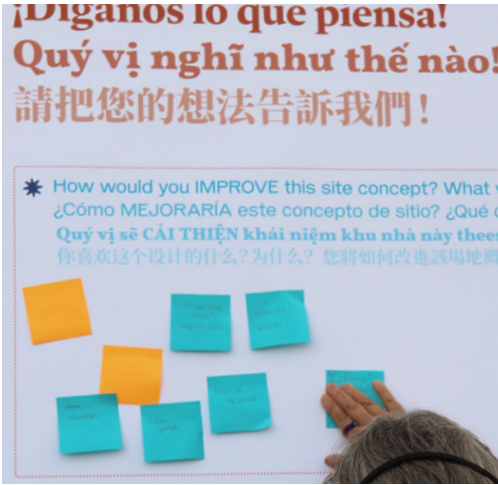 ¡Díganos lo que piensa!
Quý vị nghĩ như thế nào!
請把您的想法告訴我們！
How would you IMPROVE this site concept? What
¿Cómo MEJORARÍA este concepto de sitio? ¿Qué
Quý vị sẽ CẢI THIỆN khái niệm khu nhà này
你喜欢这个设计的什么？为什么？ 您將如何改進該場地概